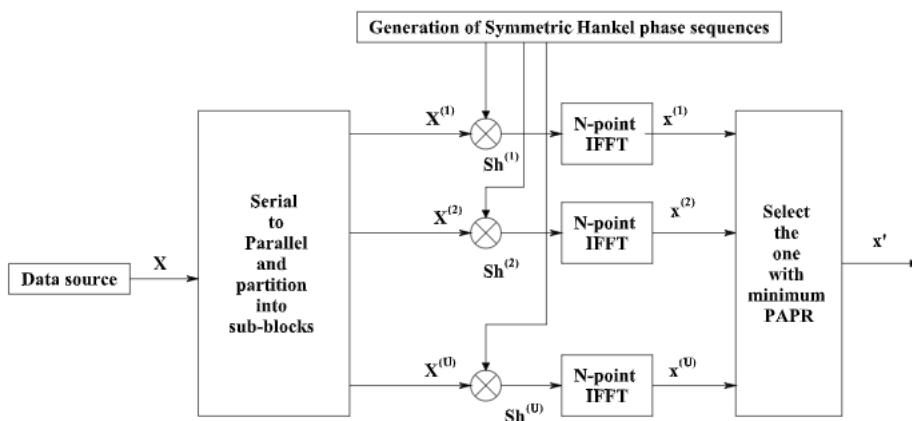 Generation of Symmetric Hankel phase sequences
X^(1)
Sh^(1)
N-point
IFFT
x^(1)
X^(2)
Sh^(2)
N-point
IFFT
x^(2)
X^(U)
Sh^(U)
N-point
IFFT
x^(U)
Data source
X
Serial
to
Parallel
and
partition
into
sub-blocks
Select
the
one
with
minimum
PAPR
x'